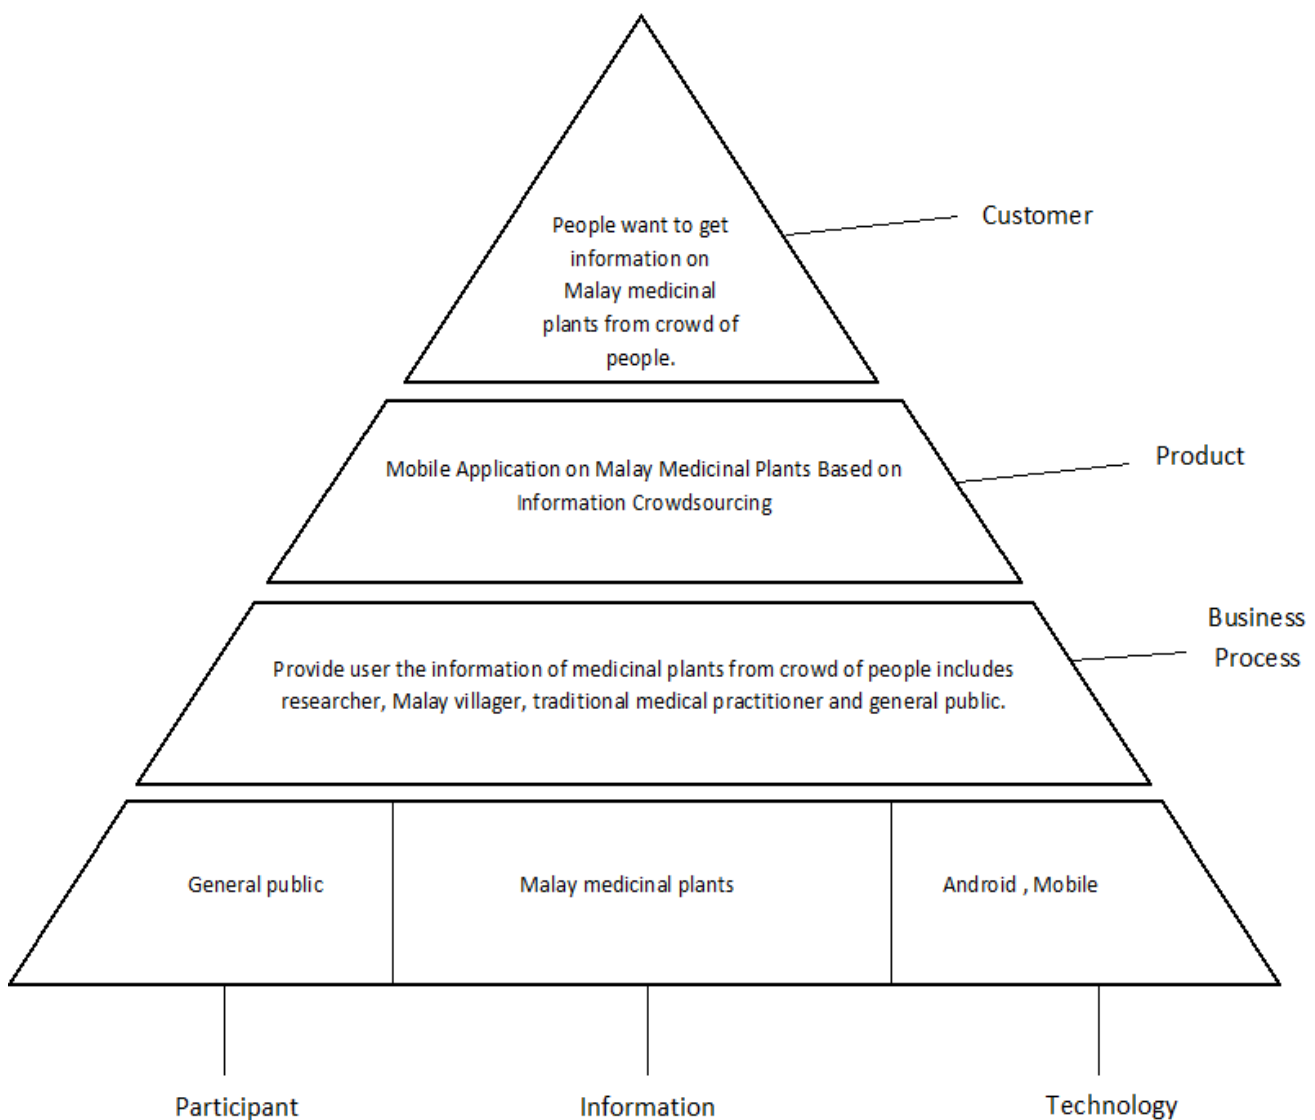 People want to get
information on
Malay medicinal
plants from crowd of
people.
Customer
Mobile Application on Malay Medicinal Plants Based on
Information Crowdsourcing
Product
Provide user the information of medicinal plants from crowd of people includes
researcher, Malay villager, traditional medical practitioner and general public.
Business
Process
General public
Malay medicinal plants
Android , Mobile
Participant
Information
Technology